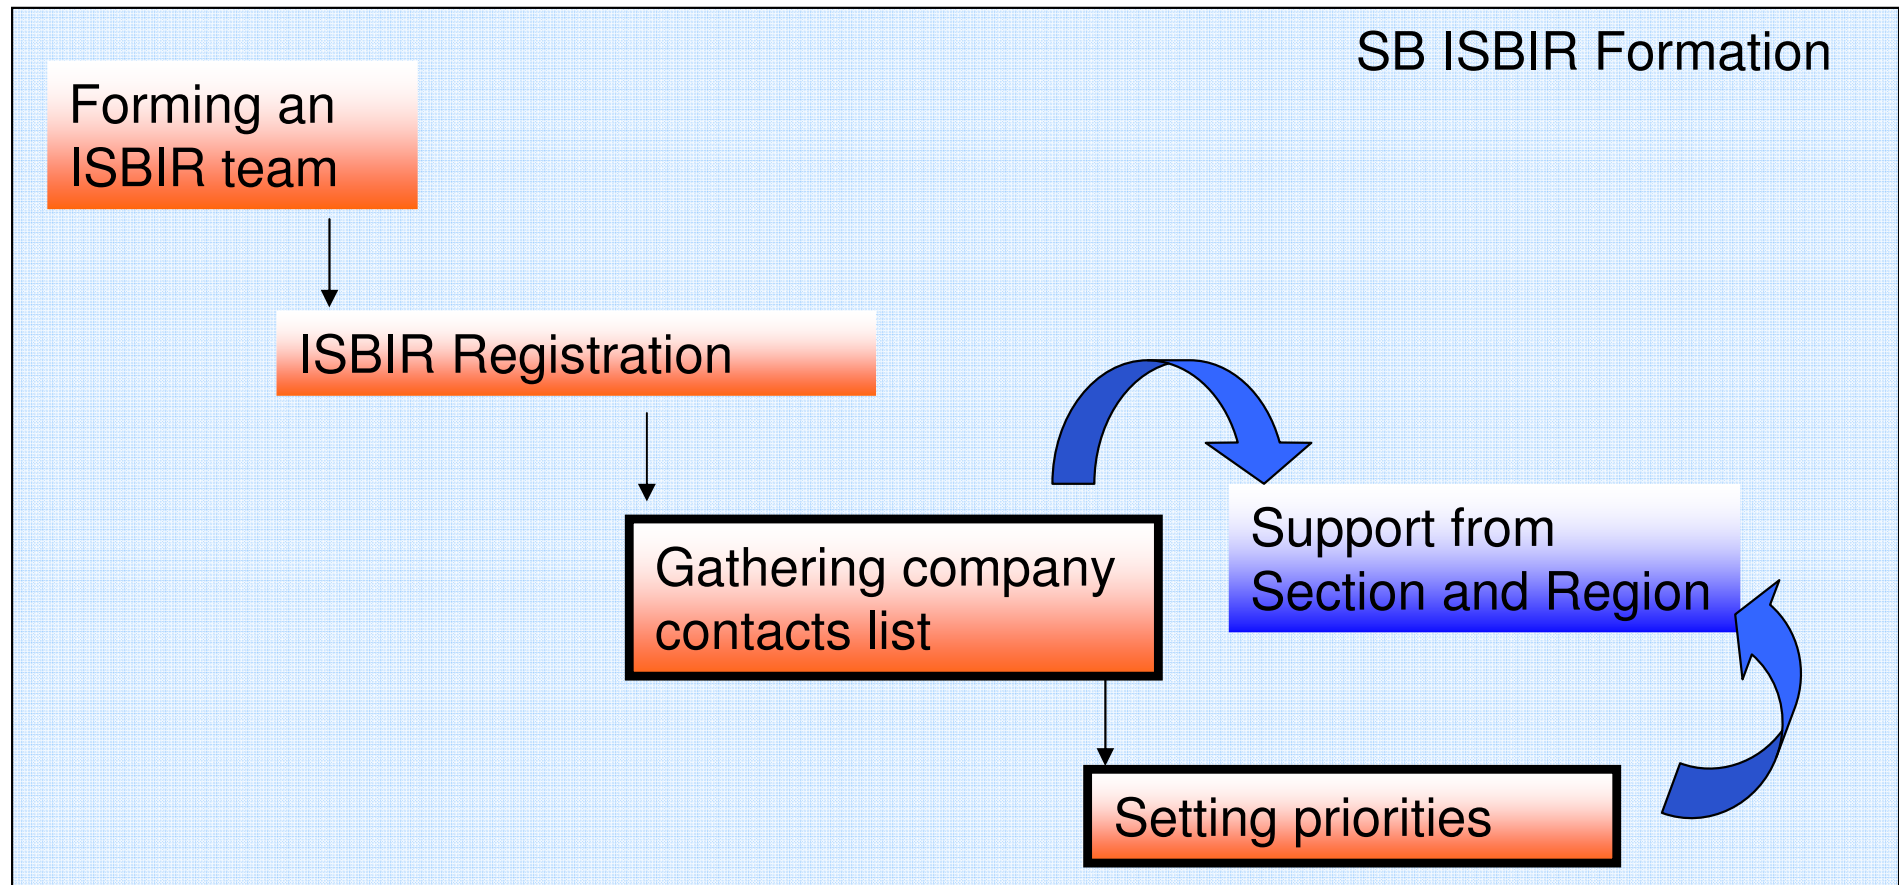 SB ISBIR Formation
Forming an
ISBIR team
ISBIR Registration
Gathering company
contacts list
Support from
Section and Region
Setting priorities